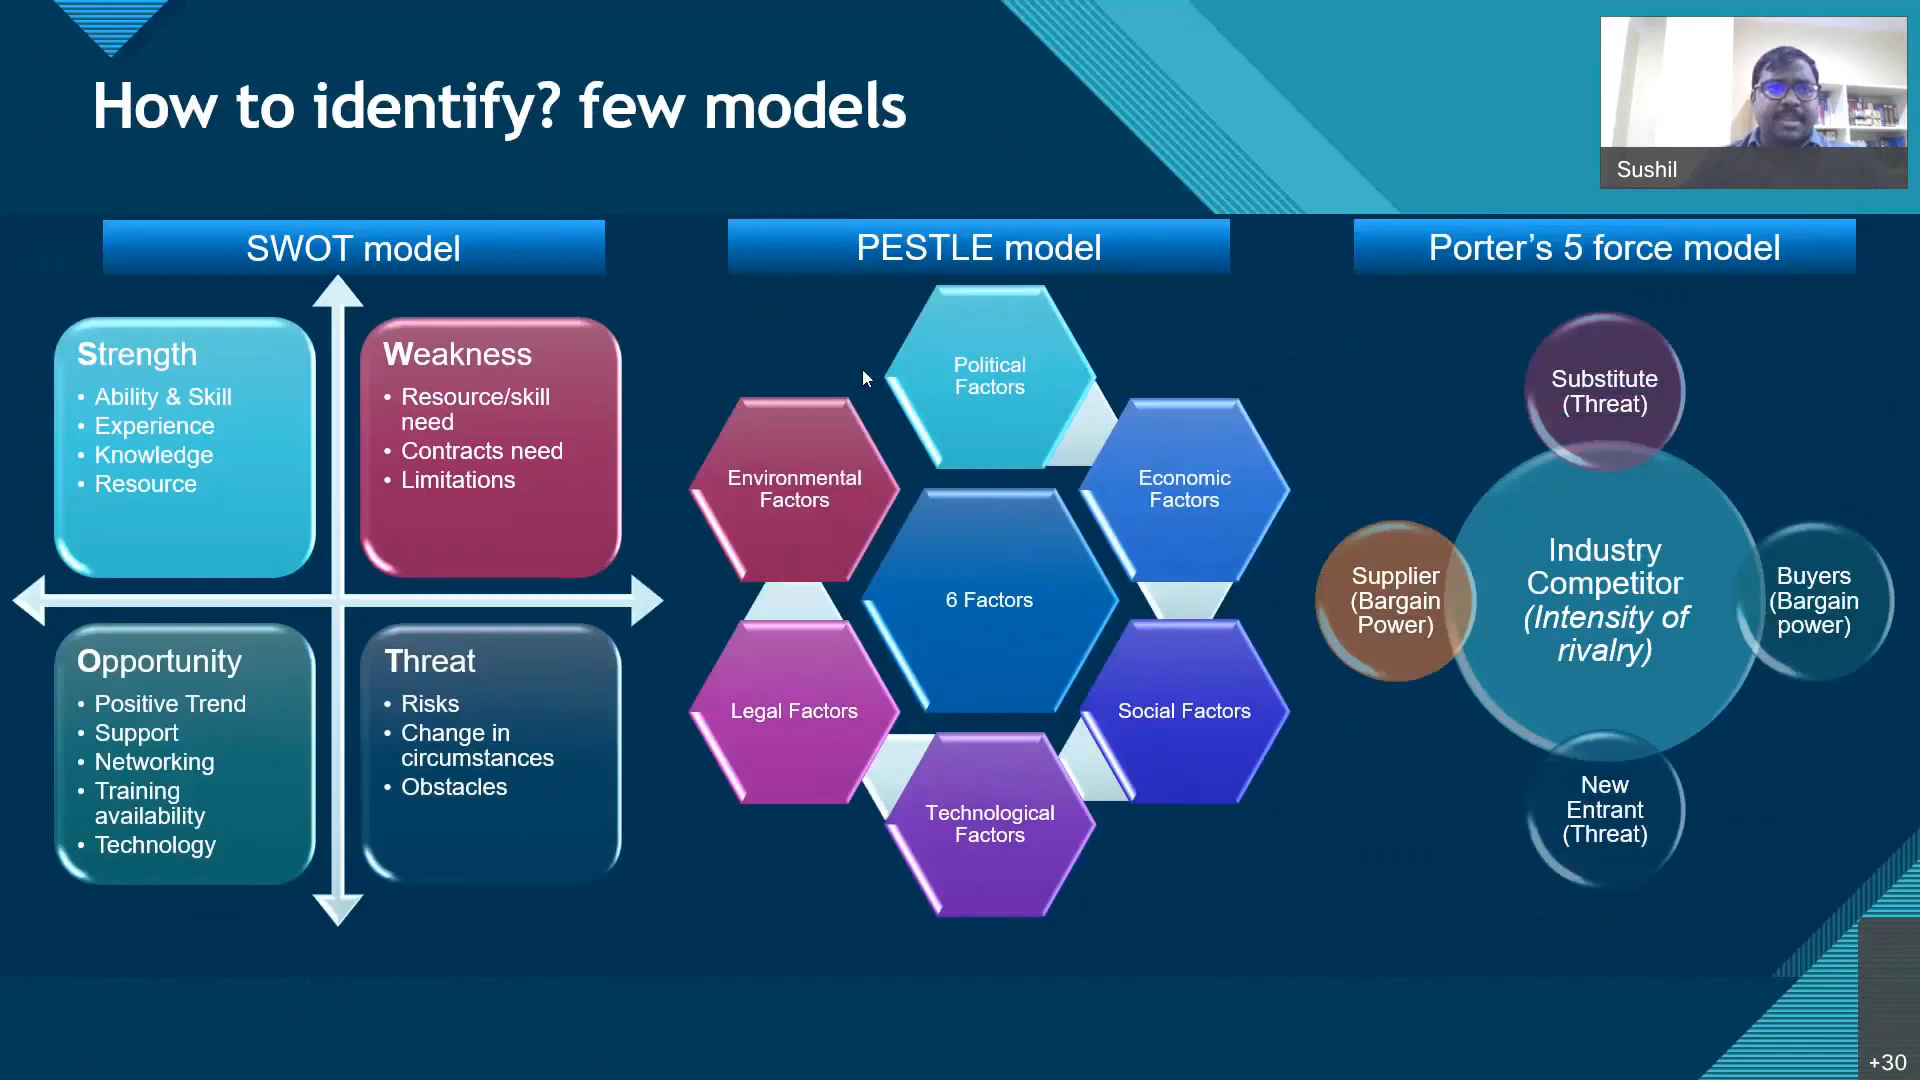 How to identify? few models
Sushil
SWOT model
Strength
• Ability & Skill
• Experience
• Knowledge
• Resource
Weakness
• Resource/skill
need
• Contracts need
• Limitations
Opportunity
• Positive Trend
• Support
• Networking
• Training
availability
• Technology
Threat
• Risks
• Change in
circumstances
• Obstacles
PESTLE model
Political
Factors
Environmental
Factors
Economic
Factors
6 Factors
Legal Factors
Social Factors
Technological
Factors
Porter’s 5 force model
Substitute
(Threat)
Supplier
(Bargain
Power)
Industry
Competitor
(Intensity of
rivalry)
Buyers
(Bargain
power)
New
Entrant
(Threat)
+30